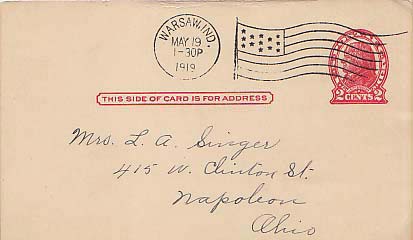 WARSAW, IND.
MAY 19
1-30P
1919
2 CENTS 2
THIS SIDE OF CARD IS FOR ADDRESS
Mrs. L. A. Singer
415 W. Clinton St.
Napoleon
Ohio